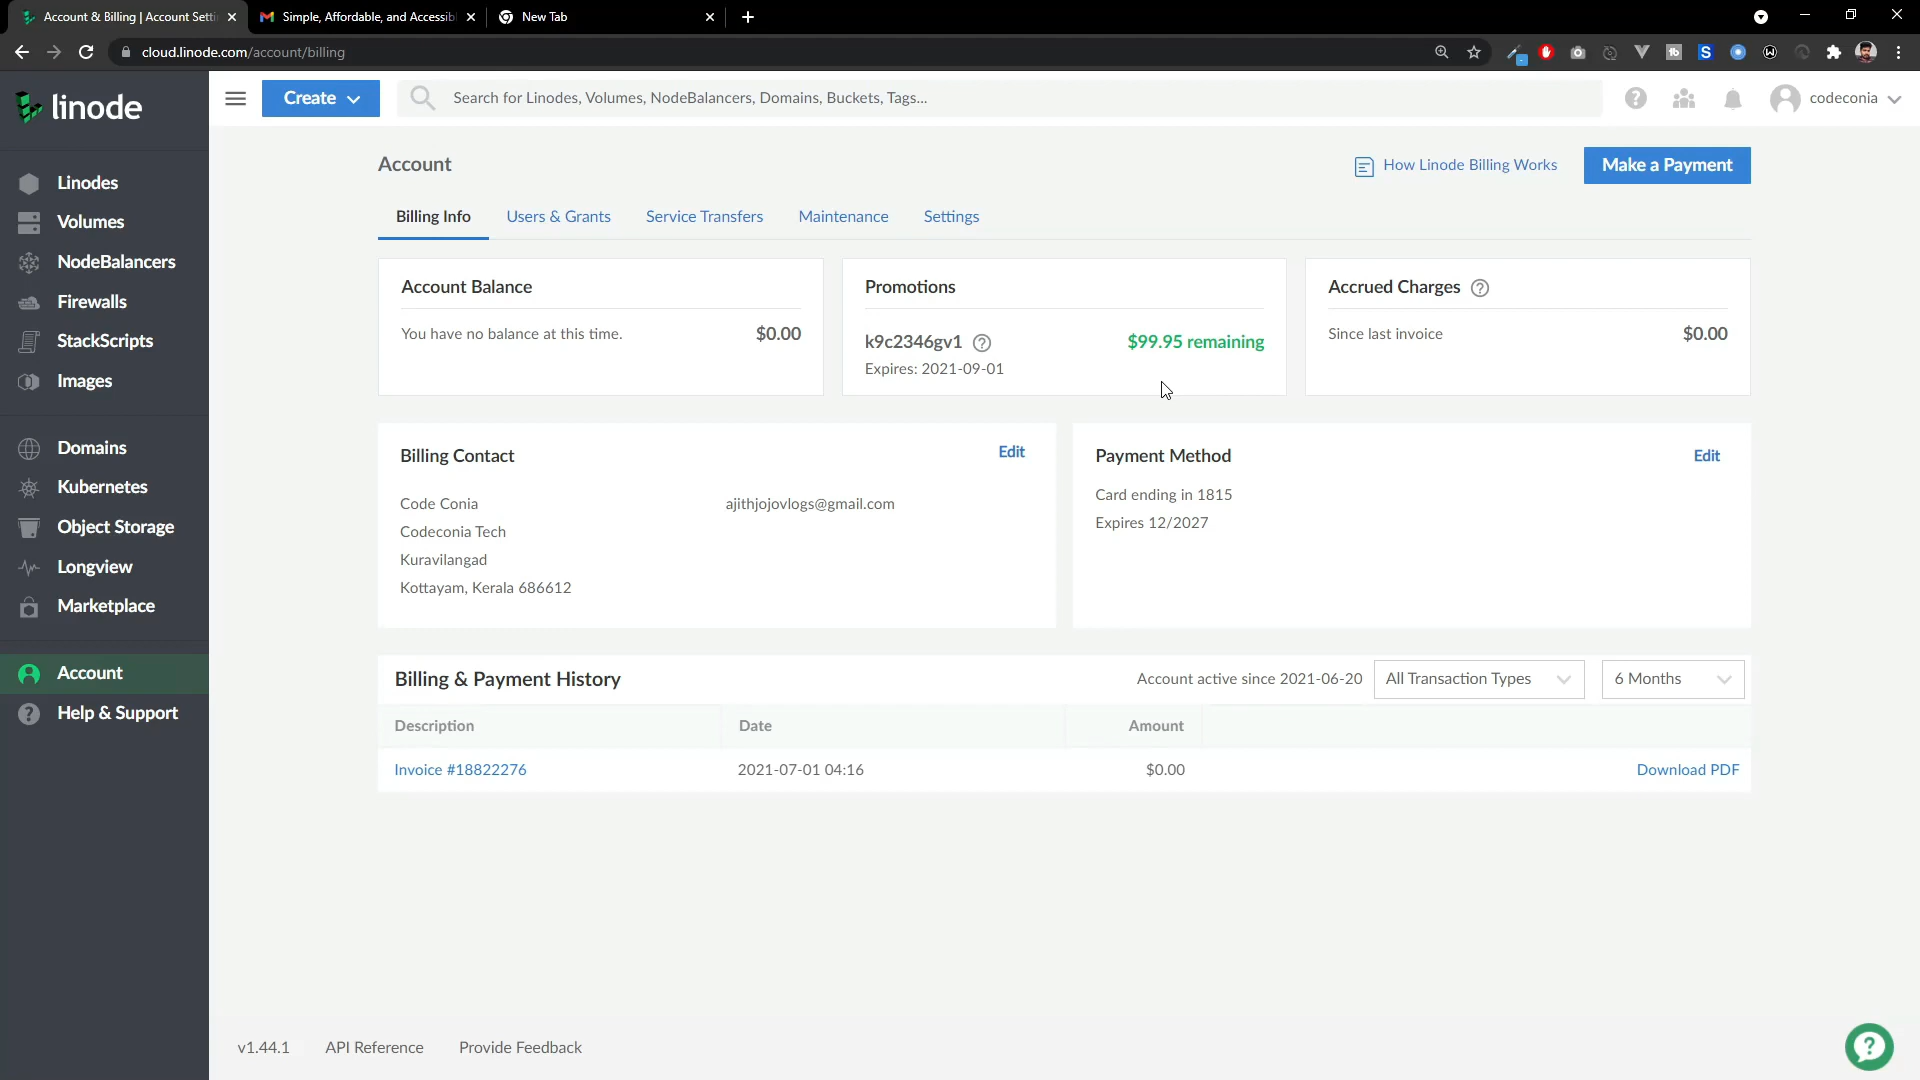 Account & Billing | Account Setti
Simple, Affordable, and Accessibl
New Tab
cloud.linode.com/account/billing
linode
Create
Search for Linodes, Volumes, NodeBalancers, Domains, Buckets, Tags...
codeconia
Linodes
Volumes
NodeBalancers
Firewalls
StackScripts
Images
Domains
Kubernetes
Object Storage
Longview
Marketplace
Account
Help & Support
Account
How Linode Billing Works
Make a Payment
Billing Info
Users & Grants
Service Transfers
Maintenance
Settings
Account Balance
You have no balance at this time.
$0.00
Promotions
k9c2346gv1
$99.95 remaining
Expires: 2021-09-01
Accrued Charges
Since last invoice
$0.00
Billing Contact
Edit
Code Conia
Codeconia Tech
Kuravilangad
Kottayam, Kerala 686612
ajithjojovlogs@gmail.com
Payment Method
Edit
Card ending in 1815
Expires 12/2027
Billing & Payment History
Account active since 2021-06-20
All Transaction Types
6 Months
Description
Date
Amount
Invoice #18822276
2021-07-01 04:16
$0.00
Download PDF
v1.44.1
API Reference
Provide Feedback